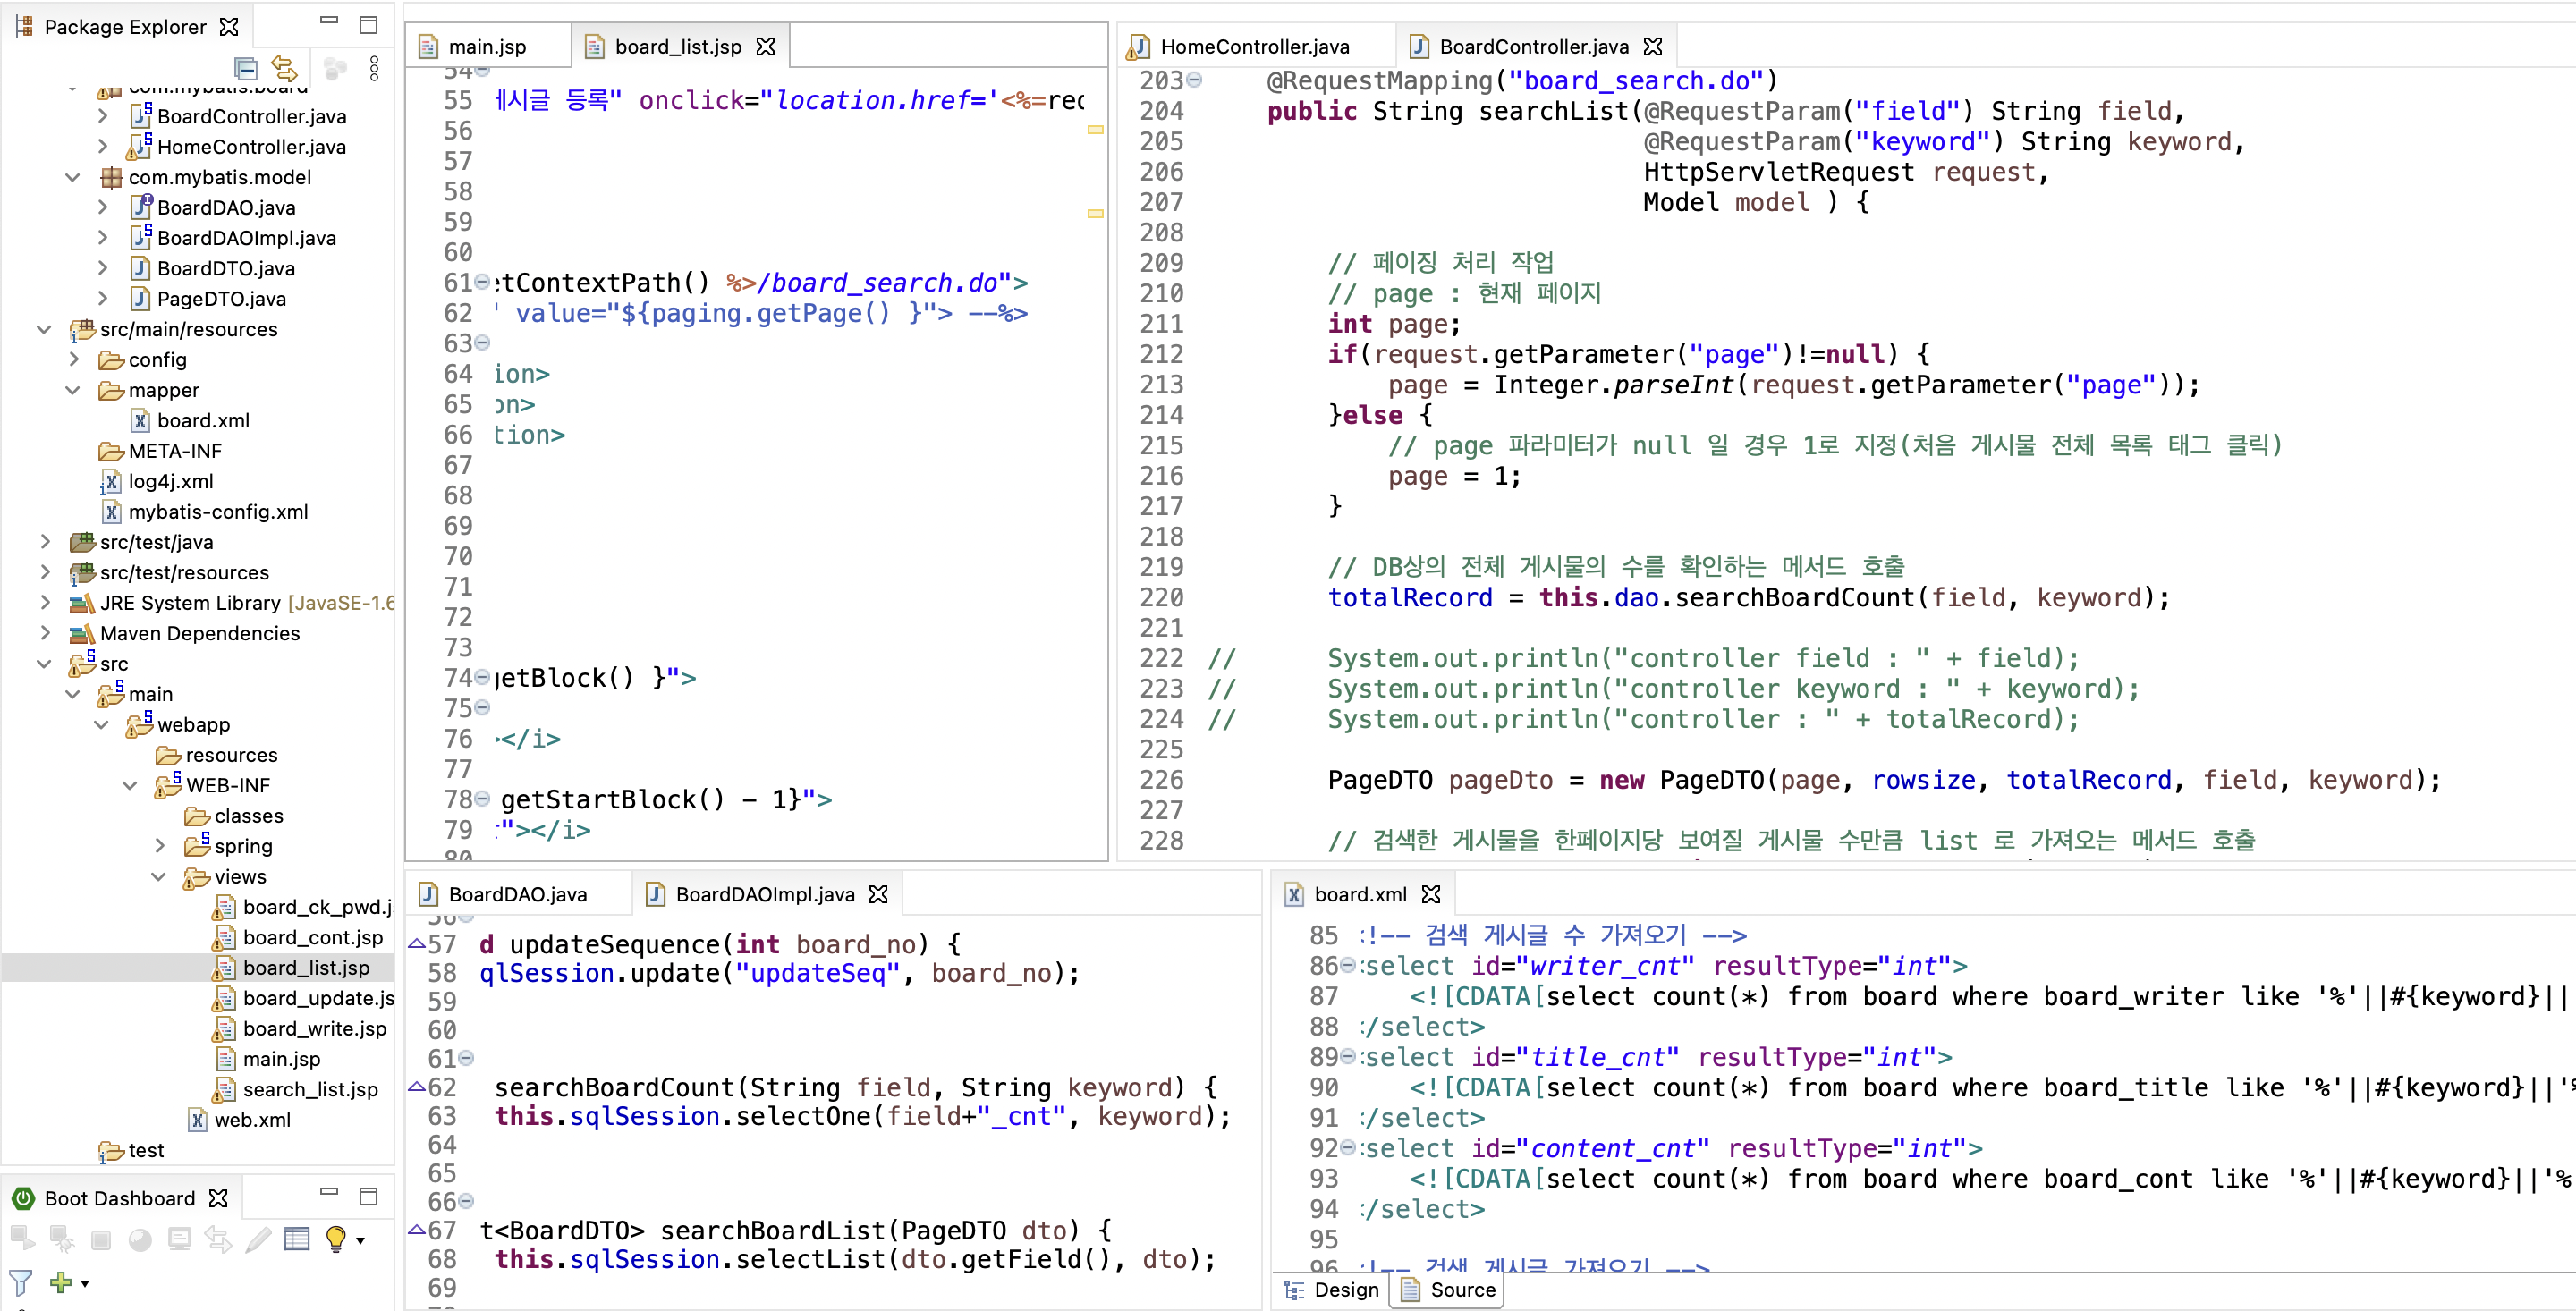 Package Explorer
com.mybatis.board
BoardController.java
HomeController.java
com.mybatis.model
BoardDAO.java
BoardDAOImpl.java
BoardDTO.java
PageDTO.java
src/main/resources
config
mapper
board.xml
META-INF
log4j.xml
mybatis-config.xml
src/test/java
src/test/resources
JRE System Library [JavaSE-1.6
Maven Dependencies
src
main
webapp
resources
WEB-INF
classes
spring
views
board_ck_pwd.j
board_cont.jsp
board_list.jsp
board_update.js
board_write.jsp
main.jsp
search_list.jsp
web.xml
test
Boot Dashboard
main.jsp
board_list.jsp
54
55 게시글 등록" onclick="location.href='<%=rec
56
57
58
59
60
61 etContextPath() %>/board_search.do">
62 ' value="${paging.getPage() }"> --%>
63
64 ion>
65 on>
66 tion>
67
68
69
70
71
72
73
74 getBlock() }">
75
76 ></i>
77
78 getStartBlock() - 1}">
79 t"></i>
80
HomeController.java
BoardController.java
203 @RequestMapping("board_search.do")
204 public String searchList(@RequestParam("field") String field,
205 @RequestParam("keyword") String keyword,
206 HttpServletRequest request,
207 Model model ) {
208
209 // 페이징 처리 작업
210 // page : 현재 페이지
211 int page;
212 if(request.getParameter("page")!=null) {
213 page = Integer.parseInt(request.getParameter("page"));
214 }else {
215 // page 파라미터가 null 일 경우 1로 지정(처음 게시물 전체 목록 태그 클릭)
216 page = 1;
217 }
218
219 // DB상의 전체 게시물의 수를 확인하는 메서드 호출
220 totalRecord = this.dao.searchBoardCount(field, keyword);
221
222 // System.out.println("controller field : " + field);
223 // System.out.println("controller keyword : " + keyword);
224 // System.out.println("controller : " + totalRecord);
225
226 PageDTO pageDto = new PageDTO(page, rowsize, totalRecord, field, keyword);
227
228 // 검색한 게시물을 한페이지당 보여질 게시물 수만큼 list 로 가져오는 메서드 호출
BoardDAO.java
BoardDAOImpl.java
56
57 d updateSequence(int board_no) {
58 qlSession.update("updateSeq", board_no);
59
60
61
62 searchBoardCount(String field, String keyword) {
63 this.sqlSession.selectOne(field+"_cnt", keyword);
64
65
66
67 t<BoardDTO> searchBoardList(PageDTO dto) {
68 this.sqlSession.selectList(dto.getField(), dto);
69
board.xml
85 !-- 검색 게시글 수 가져오기 -->
86 select id="writer_cnt" resultType="int">
87 <![CDATA[select count(*) from board where board_writer like '%'||#{keyword}||
88 /select>
89 select id="title_cnt" resultType="int">
90 <![CDATA[select count(*) from board where board_title like '%'||#{keyword}||'%
91 /select>
92 select id="content_cnt" resultType="int">
93 <![CDATA[select count(*) from board where board_cont like '%'||#{keyword}||'%
94 /select>
95
96 !-- 검색 게시글 가져오기 -->
Design
Source